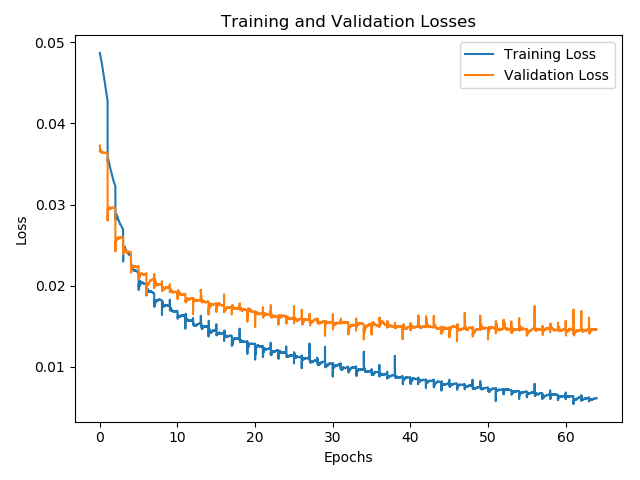 Training and Validation Losses
Training Loss
Validation Loss
0.05
0.04
0.03
0.02
0.01
Loss
0 10 20 30 40 50 60
Epochs